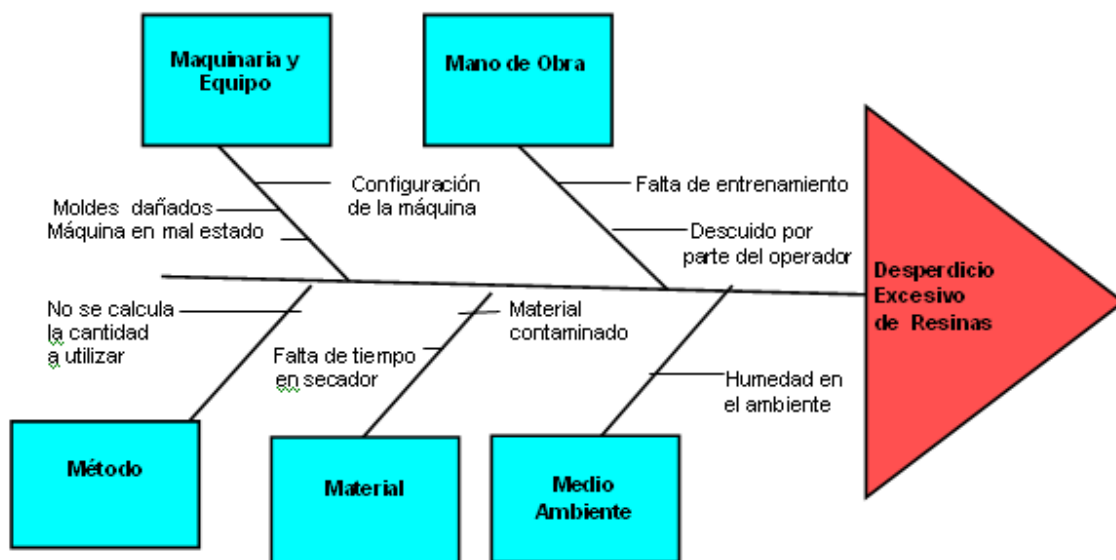 Maquinaria y
Equipo
Mano de Obra
Configuración
de la máquina
Moldes dañados
Máquina en mal estado
Falta de entrenamiento
Descuido por
parte del operador
Desperdicio
Excesivo
de Resinas
No se calcula
la cantidad
a utilizar
Falta de tiempo
en secador
Material
contaminado
Humedad en
el ambiente
Método
Material
Medio
Ambiente